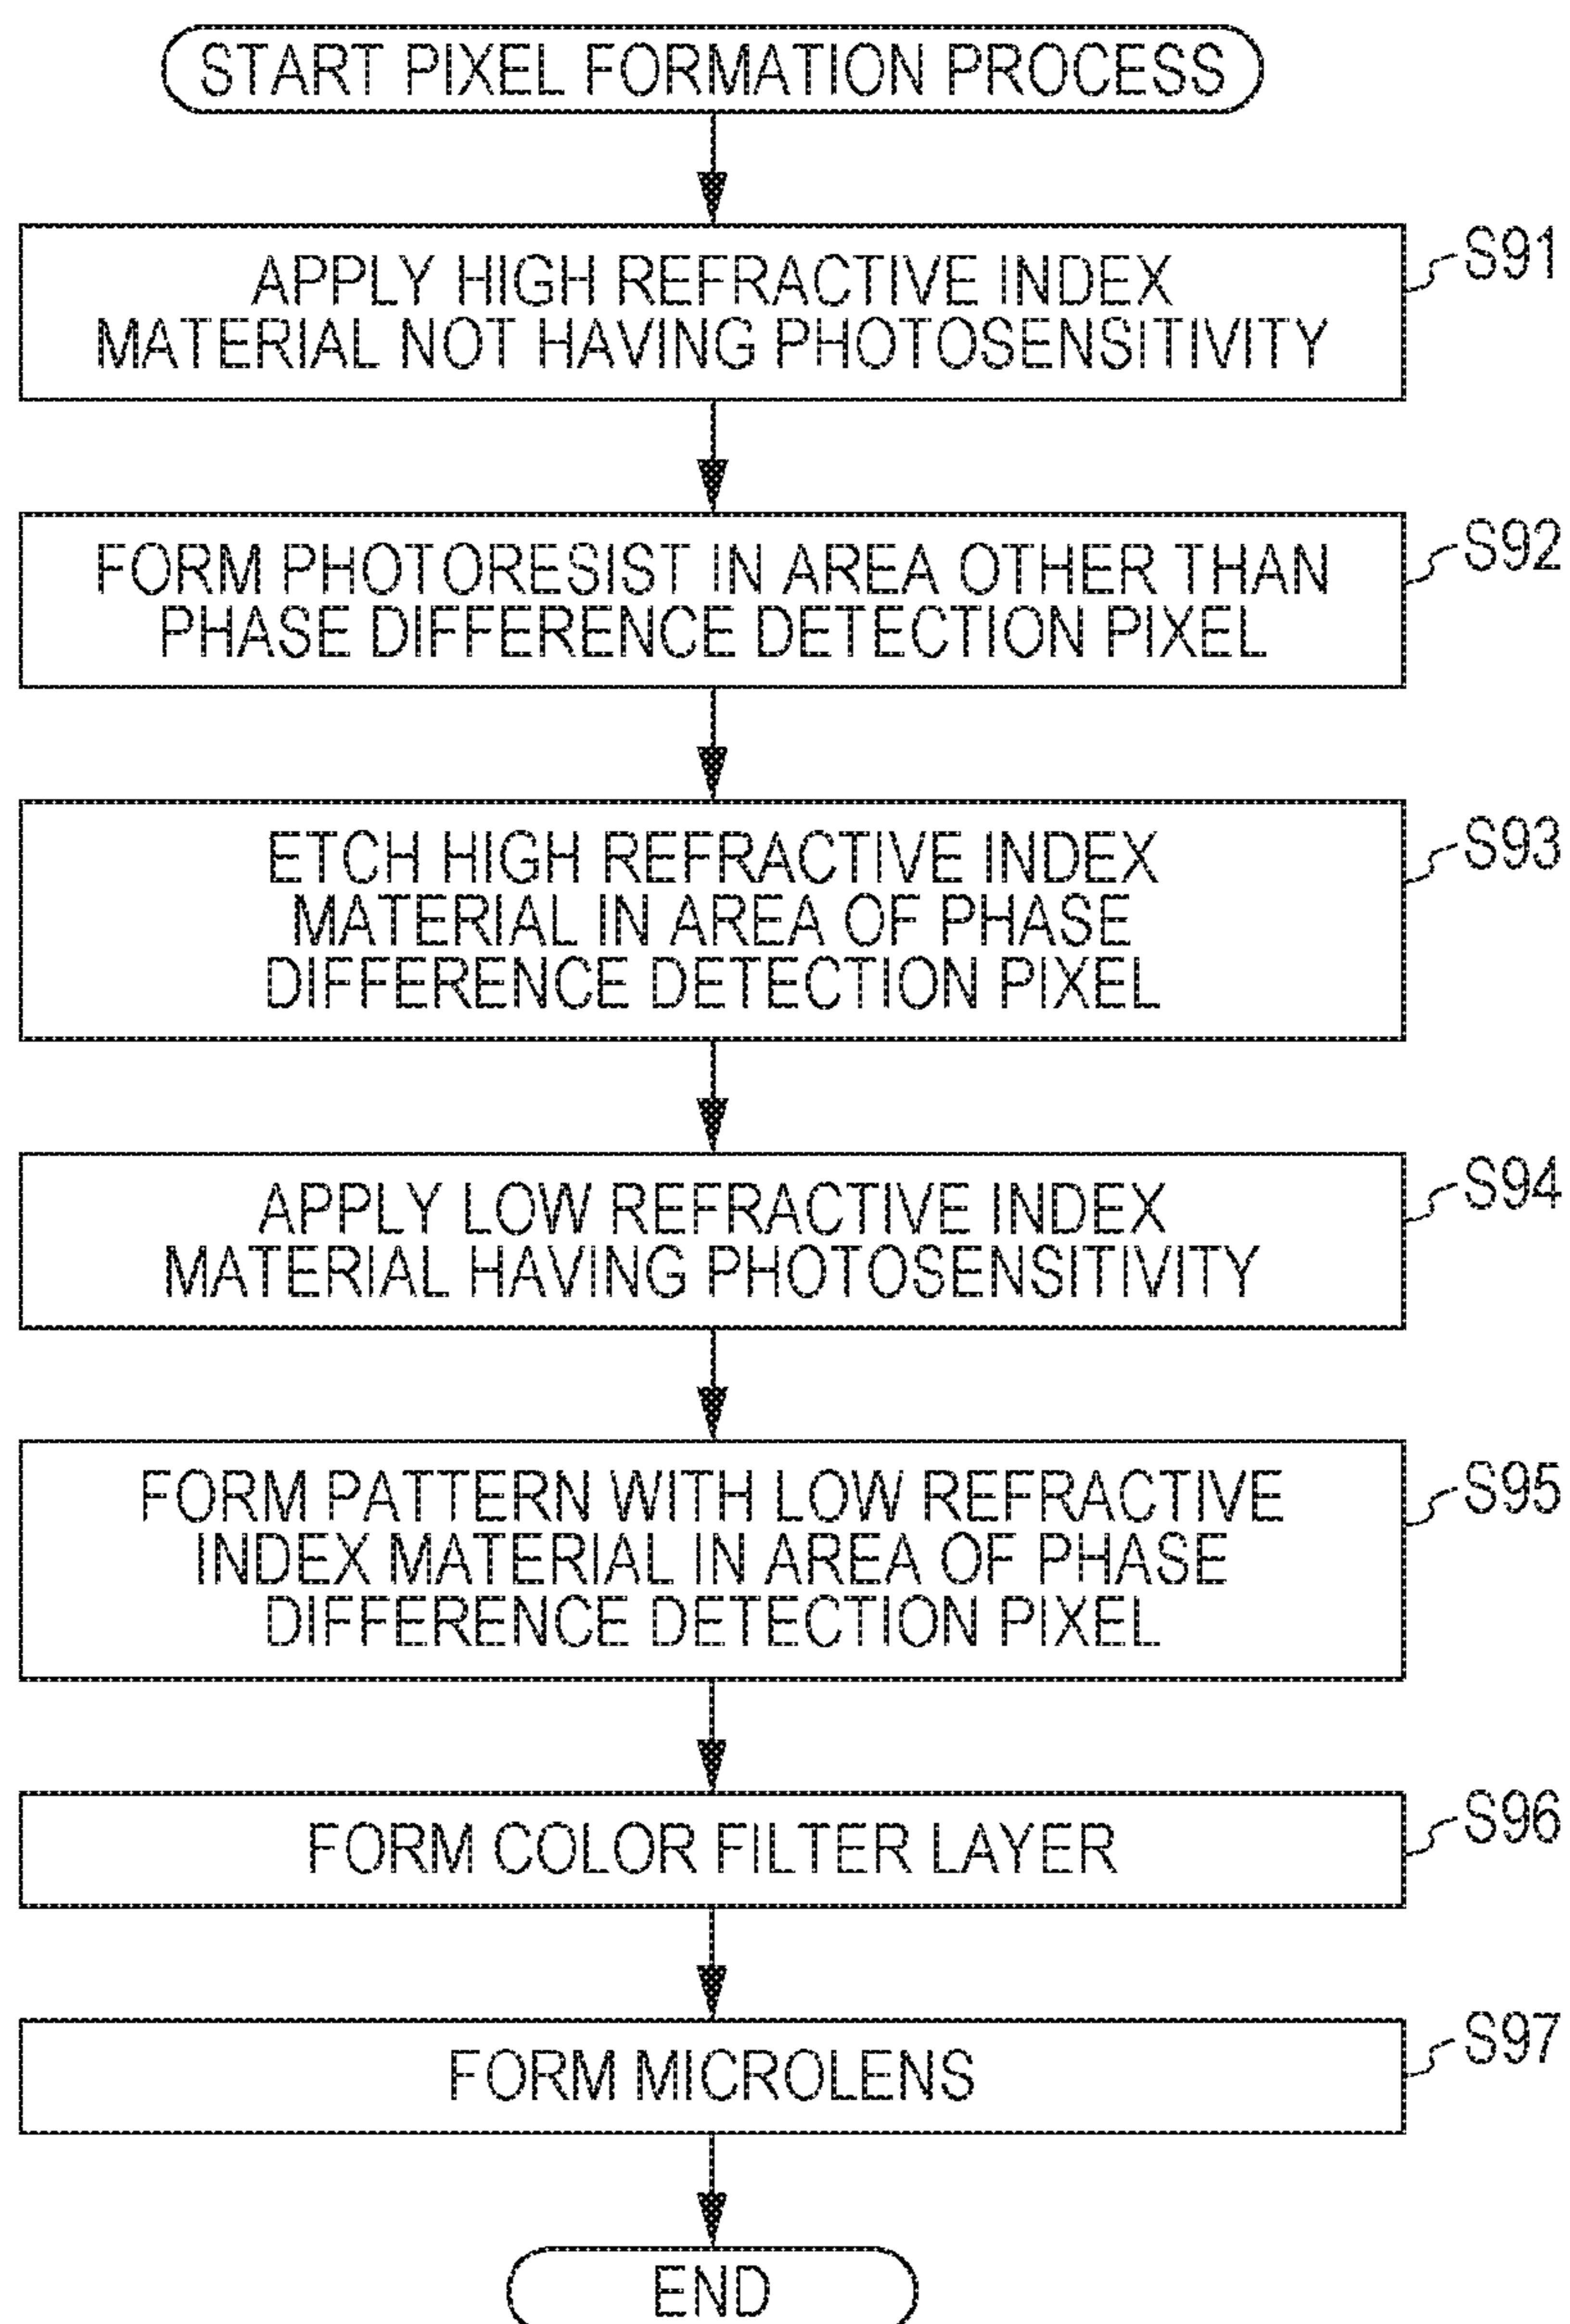 START PIXEL FORMATION PROCESS
APPLY HIGH REFRACTIVE INDEX
MATERIAL NOT HAVING PHOTOSENSITIVITY
S91
FORM PHOTORESIST IN AREA OTHER THAN
PHASE DIFFERENCE DETECTION PIXEL
S92
ETCH HIGH REFRACTIVE INDEX
MATERIAL IN AREA OF PHASE
DIFFERENCE DETECTION PIXEL
S93
APPLY LOW REFRACTIVE INDEX
MATERIAL HAVING PHOTOSENSITIVITY
S94
FORM PATTERN WITH LOW REFRACTIVE
INDEX MATERIAL IN AREA OF PHASE
DIFFERENCE DETECTION PIXEL
S95
FORM COLOR FILTER LAYER
S96
FORM MICROLENS
S97
END